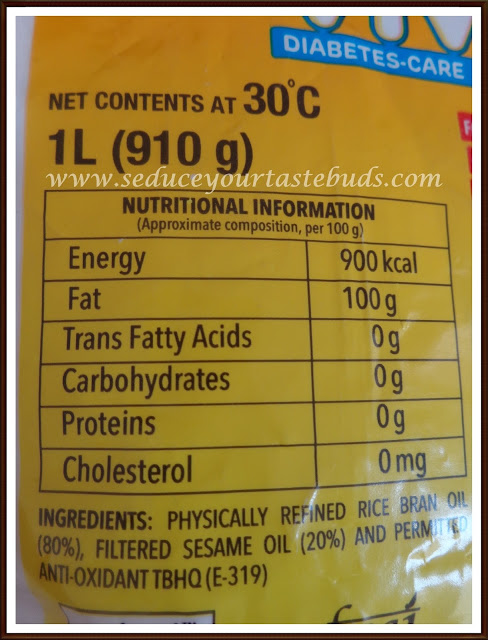 DIABETES-CARE
NET CONTENTS AT 30°C
1L (910 g)
www.seduceyourtastebuds.com
NUTRITIONAL INFORMATION
(Approximate composition, per 100 g)
Energy 900 kcal
Fat 100 g
Trans Fatty Acids 0 g
Carbohydrates 0 g
Proteins 0 g
Cholesterol 0 mg
INGREDIENTS: PHYSICALLY REFINED RICE BRAN OIL
(80%), FILTERED SESAME OIL (20%) AND PERMITTED
ANTI-OXIDANT TBHQ (E-319)